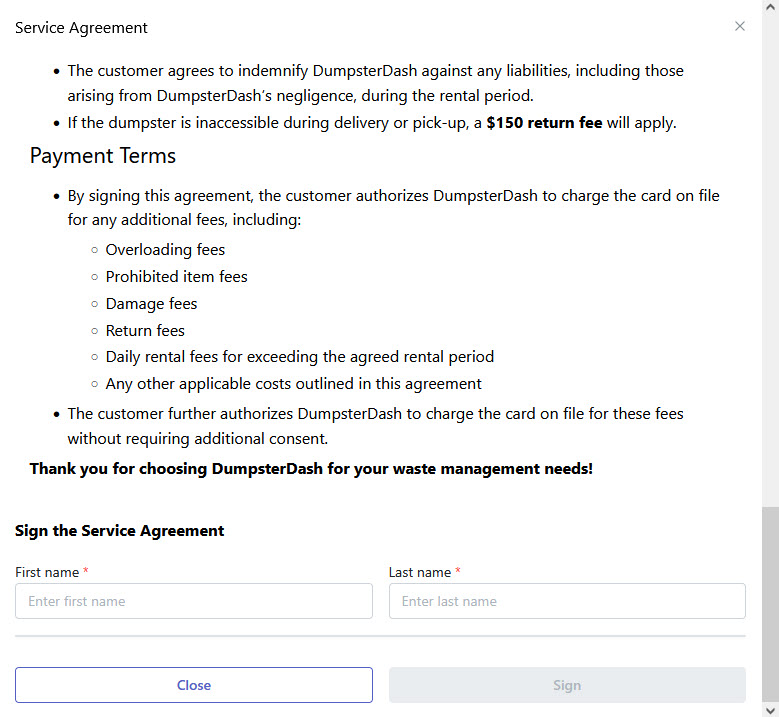 Service Agreement
• The customer agrees to indemnify DumpsterDash against any liabilities, including those
arising from DumpsterDash's negligence, during the rental period.
• If the dumpster is inaccessible during delivery or pick-up, a $150 return fee will apply.
Payment Terms
• By signing this agreement, the customer authorizes DumpsterDash to charge the card on file
for any additional fees, including:
○ Overloading fees
○ Prohibited item fees
○ Damage fees
○ Return fees
○ Daily rental fees for exceeding the agreed rental period
○ Any other applicable costs outlined in this agreement
• The customer further authorizes DumpsterDash to charge the card on file for these fees
without requiring additional consent.
Thank you for choosing DumpsterDash for your waste management needs!
Sign the Service Agreement
First name * Last name *
Enter first name Enter last name
Close Sign